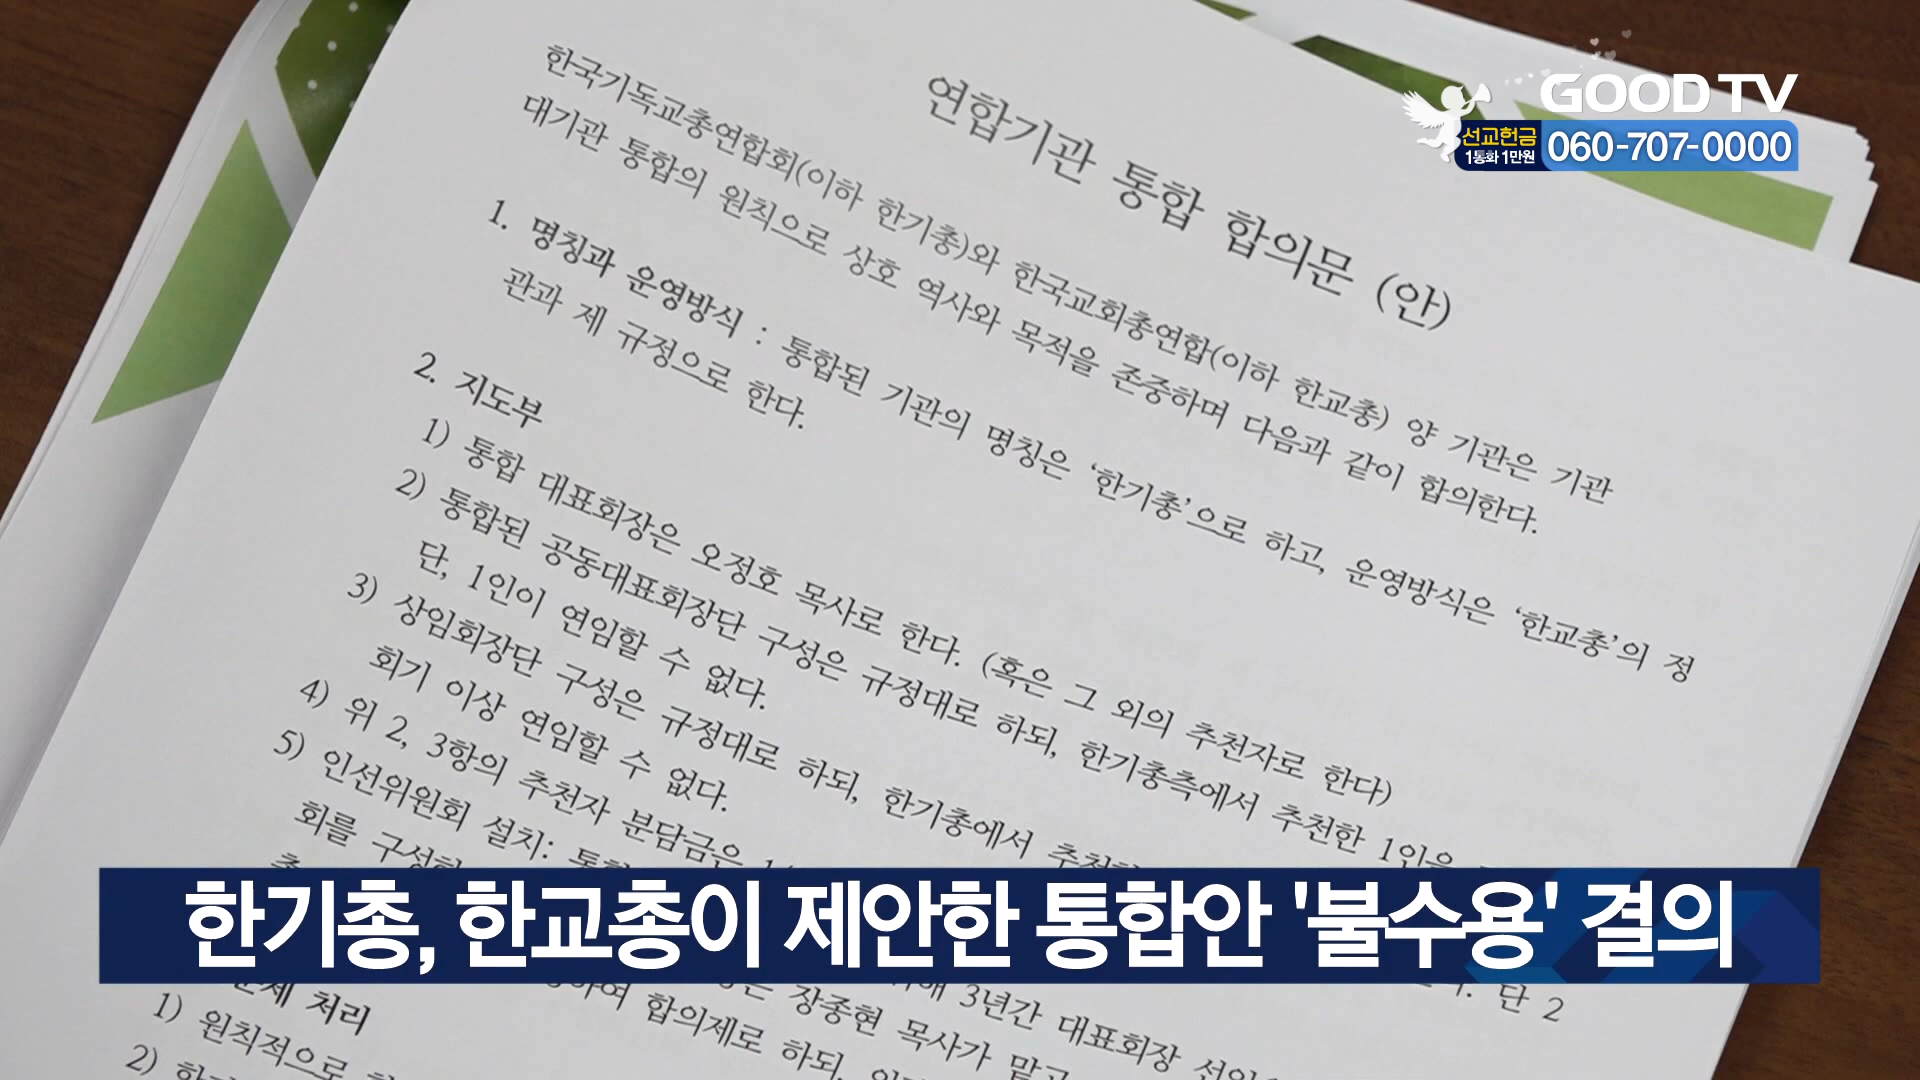 GOOD TV
선교헌금
1통화 1만원
060-707-0000
연합기관 통합 합의문 (안)
한국기독교총연합회(이하 한기총)와 한국교회총연합(이하 한교총) 양 기관은 기관
대기관 통합의 원칙으로 상호 역사와 목적을 존중하며 다음과 같이 합의한다.
1. 명칭과 운영방식 : 통합된 기관의 명칭은 ‘한기총’으로 하고, 운영방식은 ‘한교총’의 정
관과 제 규정으로 한다.
2. 지도부
1) 통합 대표회장은 오정호 목사로 한다. (혹은 그 외의 추천자로 한다)
2) 통합된 공동대표회장단 구성은 규정대로 하되, 한기총측에서 추천한 1인을
단, 1인이 연임할 수 없다.
3) 상임회장단 구성은 규정대로 하되, 한기총에서 추천한
단 2
회기 이상 연임할 수 없다.
4) 위 2, 3항의 추천자 분담금은
5) 인선위원회 설치: 통합
위해 3년간 대표회장 선임
회를 구성하
장종현 목사가 맡고
합의제로 하되,
처리
1) 원칙적으로
2)
한기총, 한교총이 제안한 통합안 '불수용' 결의